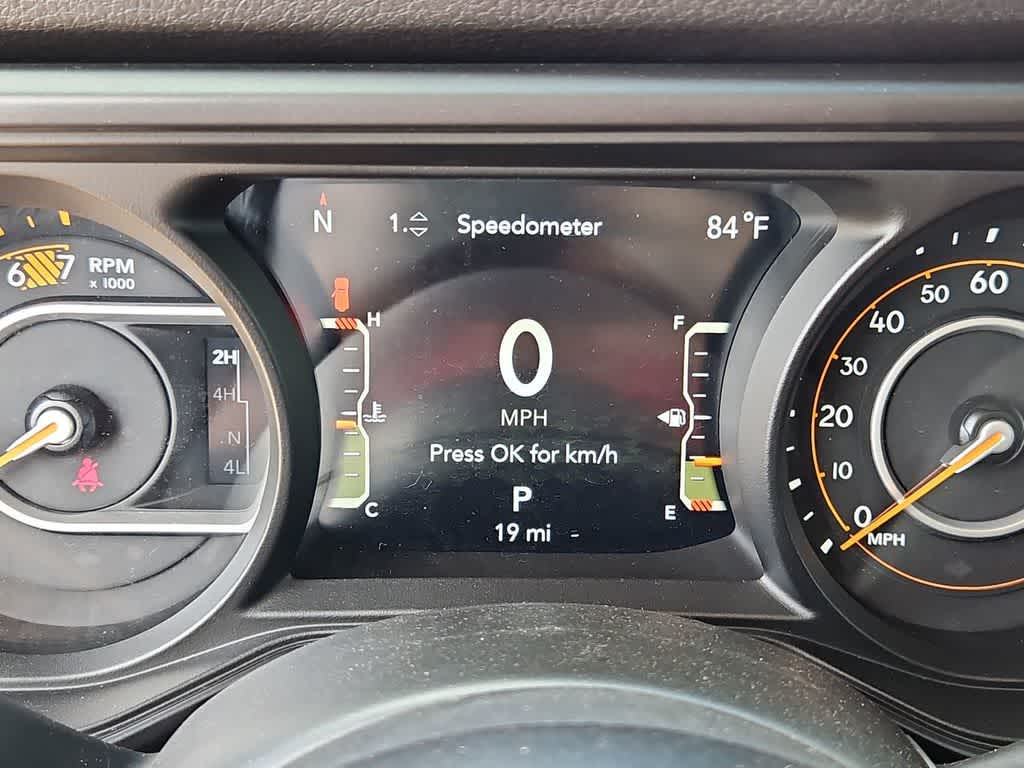 6 7 RPM
x 1000
2H
4H
N
4L
N 1. Speedometer 84°F
H
C
0
MPH
Press OK for km/h
P
19 mi -
F
E
0 10 20 30 40 50 60
MPH